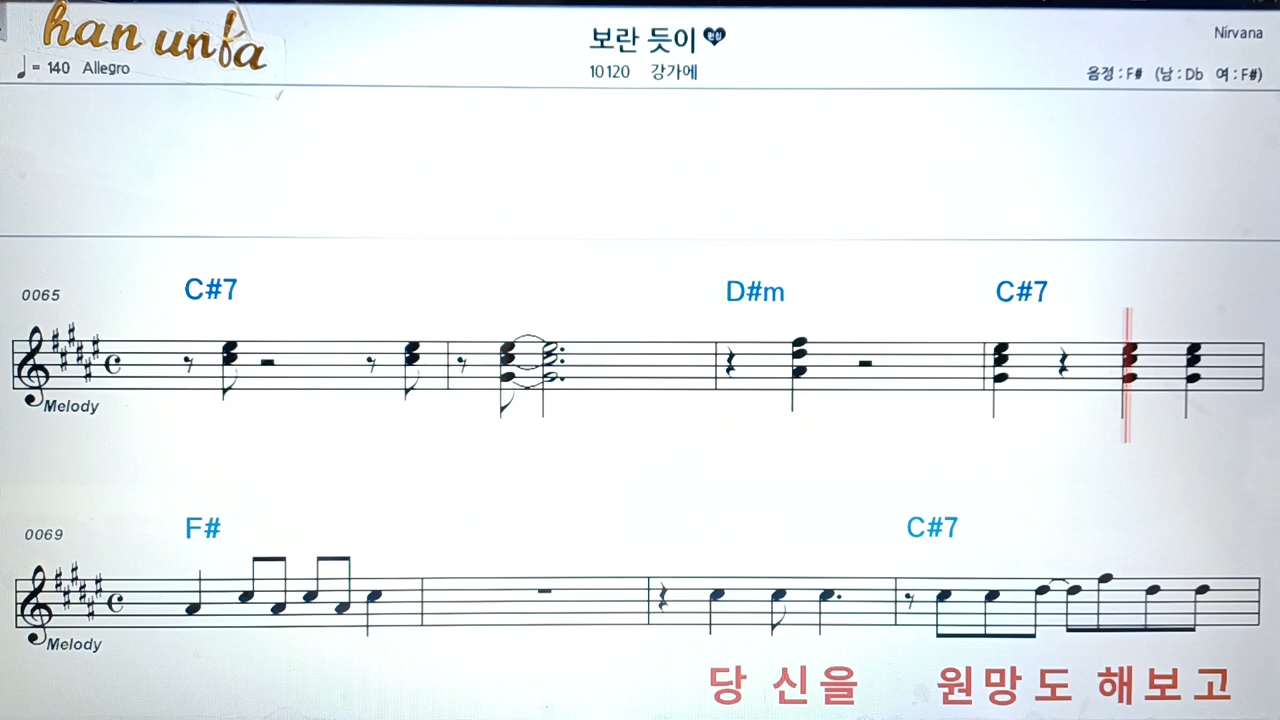 han unfa
보란 듯이
Nirvana
♩= 140 Allegro
10120 강가에
음정 : F# (남 : Db 여 : F#)
C#7 D#m C#7
0065
Melody
F# C#7
0069
Melody
당 신을 원망도 해보고